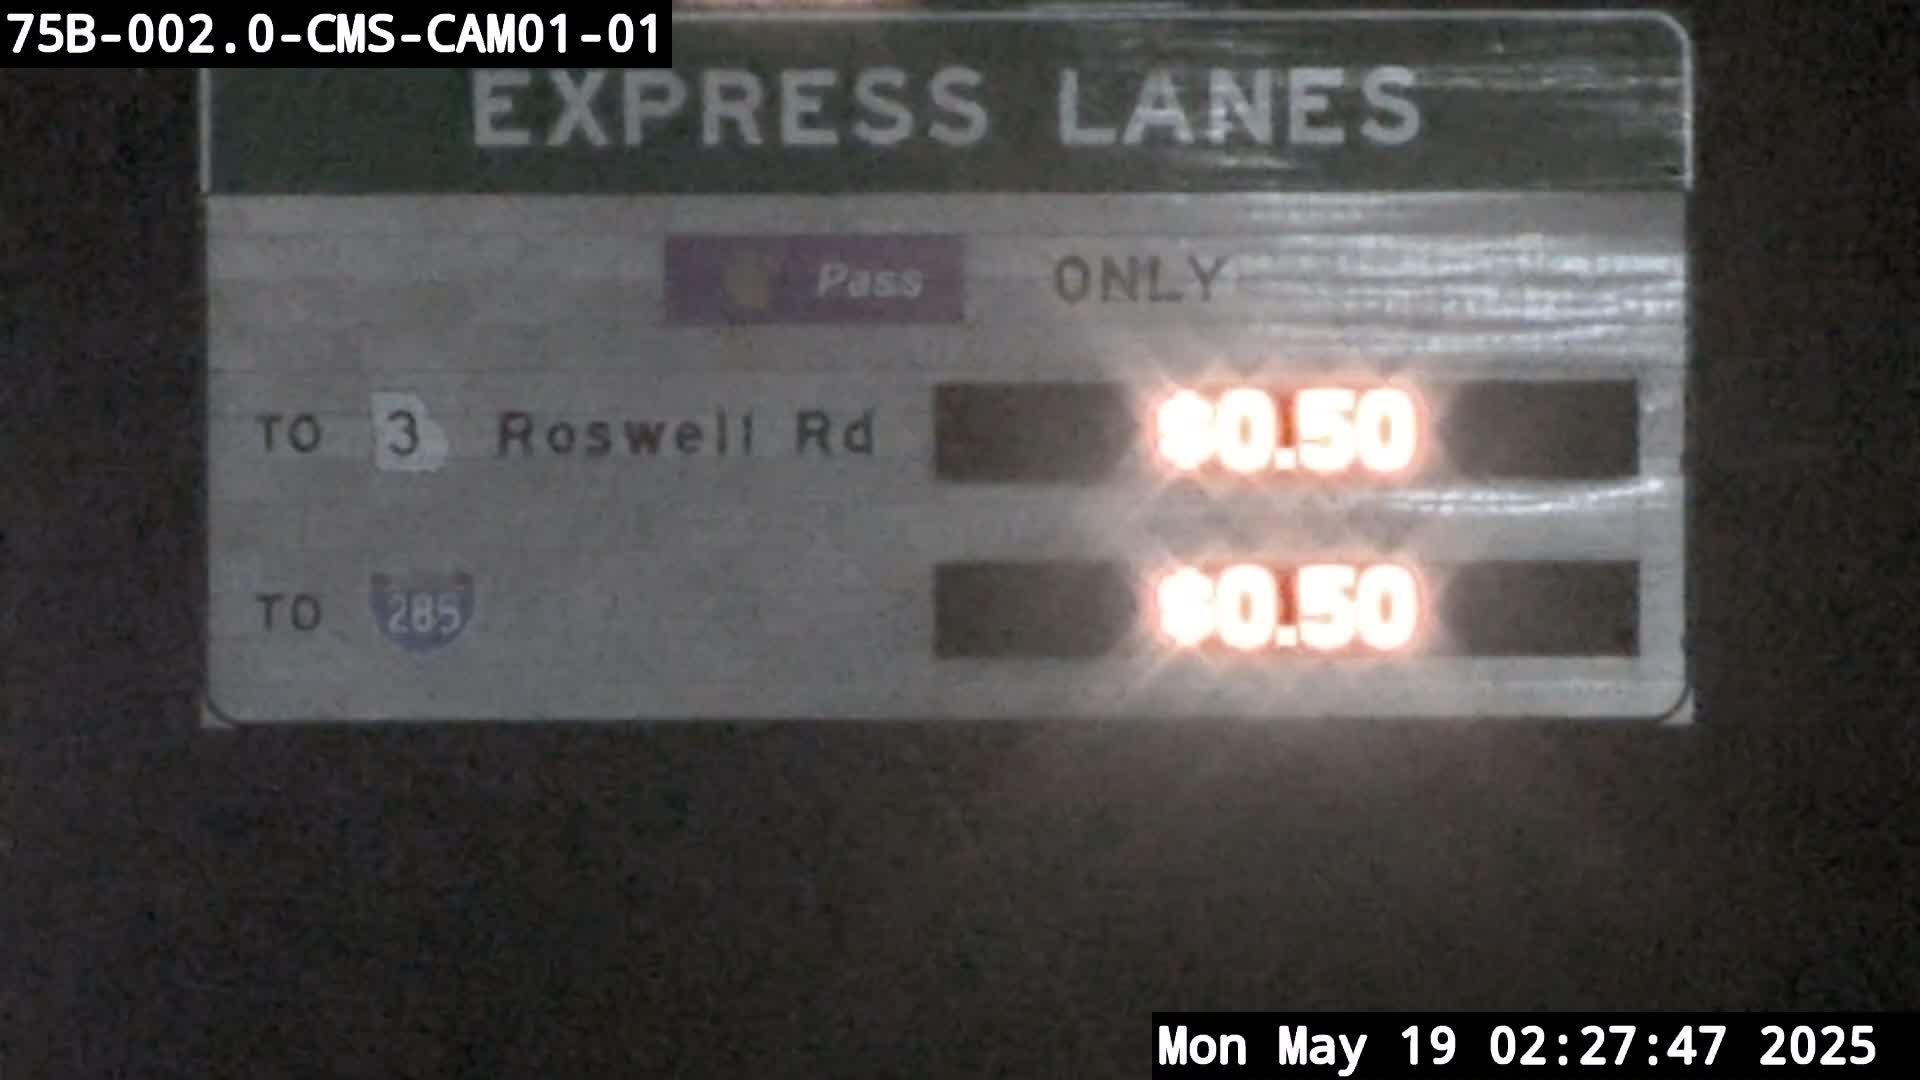 75B-002.0-CMS-CAM01-01
EXPRESS LANES
Pass ONLY
TO 3 Roswell Rd $0.50
TO 285 $0.50
Mon May 19 02:27:47 2025